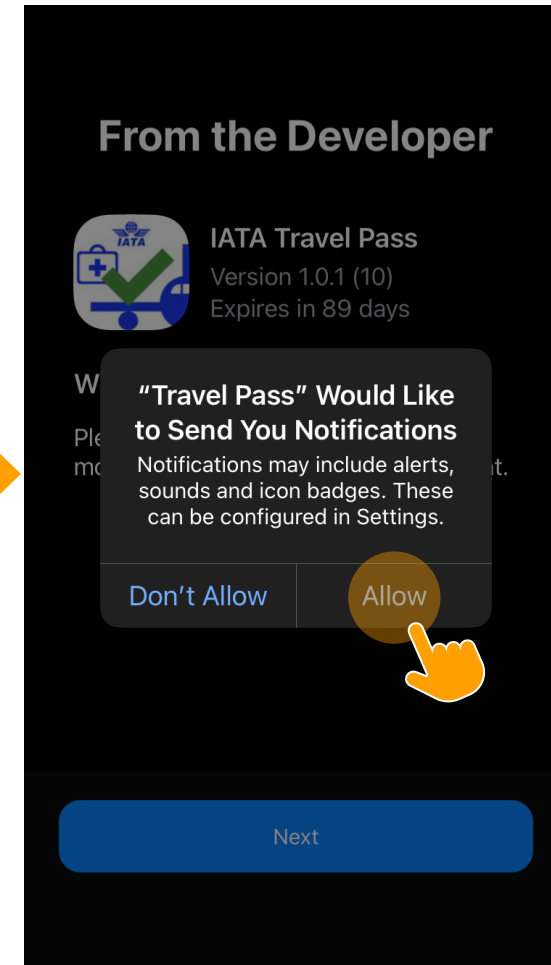 From the Developer
IATA
IATA Travel Pass
Version 1.0.1 (10)
Expires in 89 days
W
“Travel Pass” Would Like
to Send You Notifications
Ple
mo
t.
Notifications may include alerts,
sounds and icon badges. These
can be configured in Settings.
Don’t Allow
Allow
Next